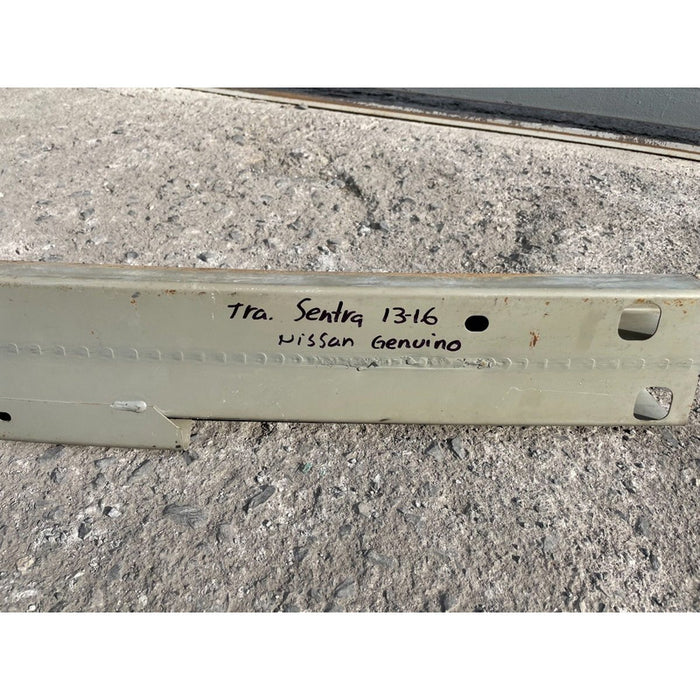 Tra. Sentra 13-16
Nissan Genuino